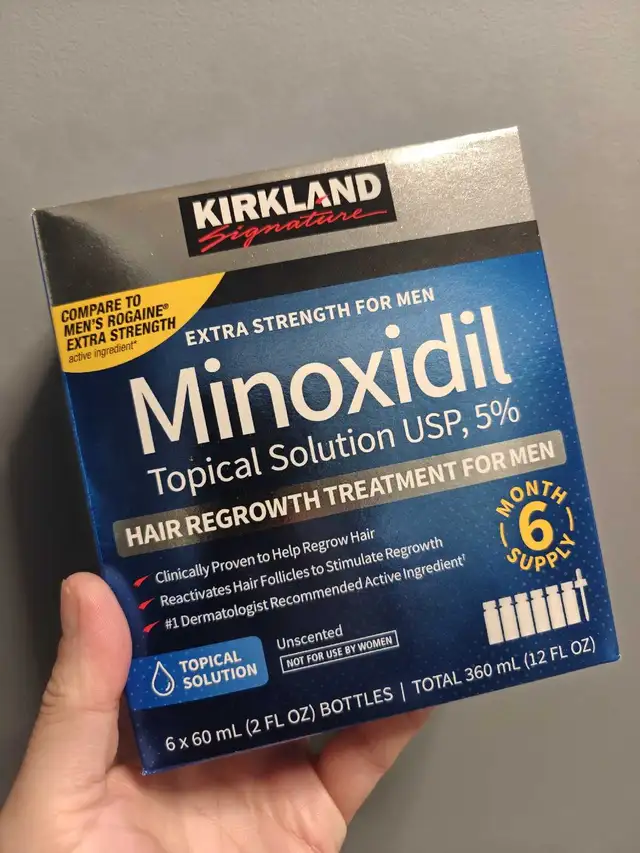 KIRKLAND
Signature
COMPARE TO
MEN'S ROGAINE®
EXTRA STRENGTH
active ingredient*
EXTRA STRENGTH FOR MEN
Minoxidil
Topical Solution USP, 5%
HAIR REGROWTH TREATMENT FOR MEN
Clinically Proven to Help Regrow Hair
Reactivates Hair Follicles to Stimulate Regrowth
#1 Dermatologist Recommended Active Ingredient†
MONTH
6
SUPPLY
TOPICAL
SOLUTION
Unscented
NOT FOR USE BY WOMEN
6 x 60 mL (2 FL OZ) BOTTLES | TOTAL 360 mL (12 FL OZ)